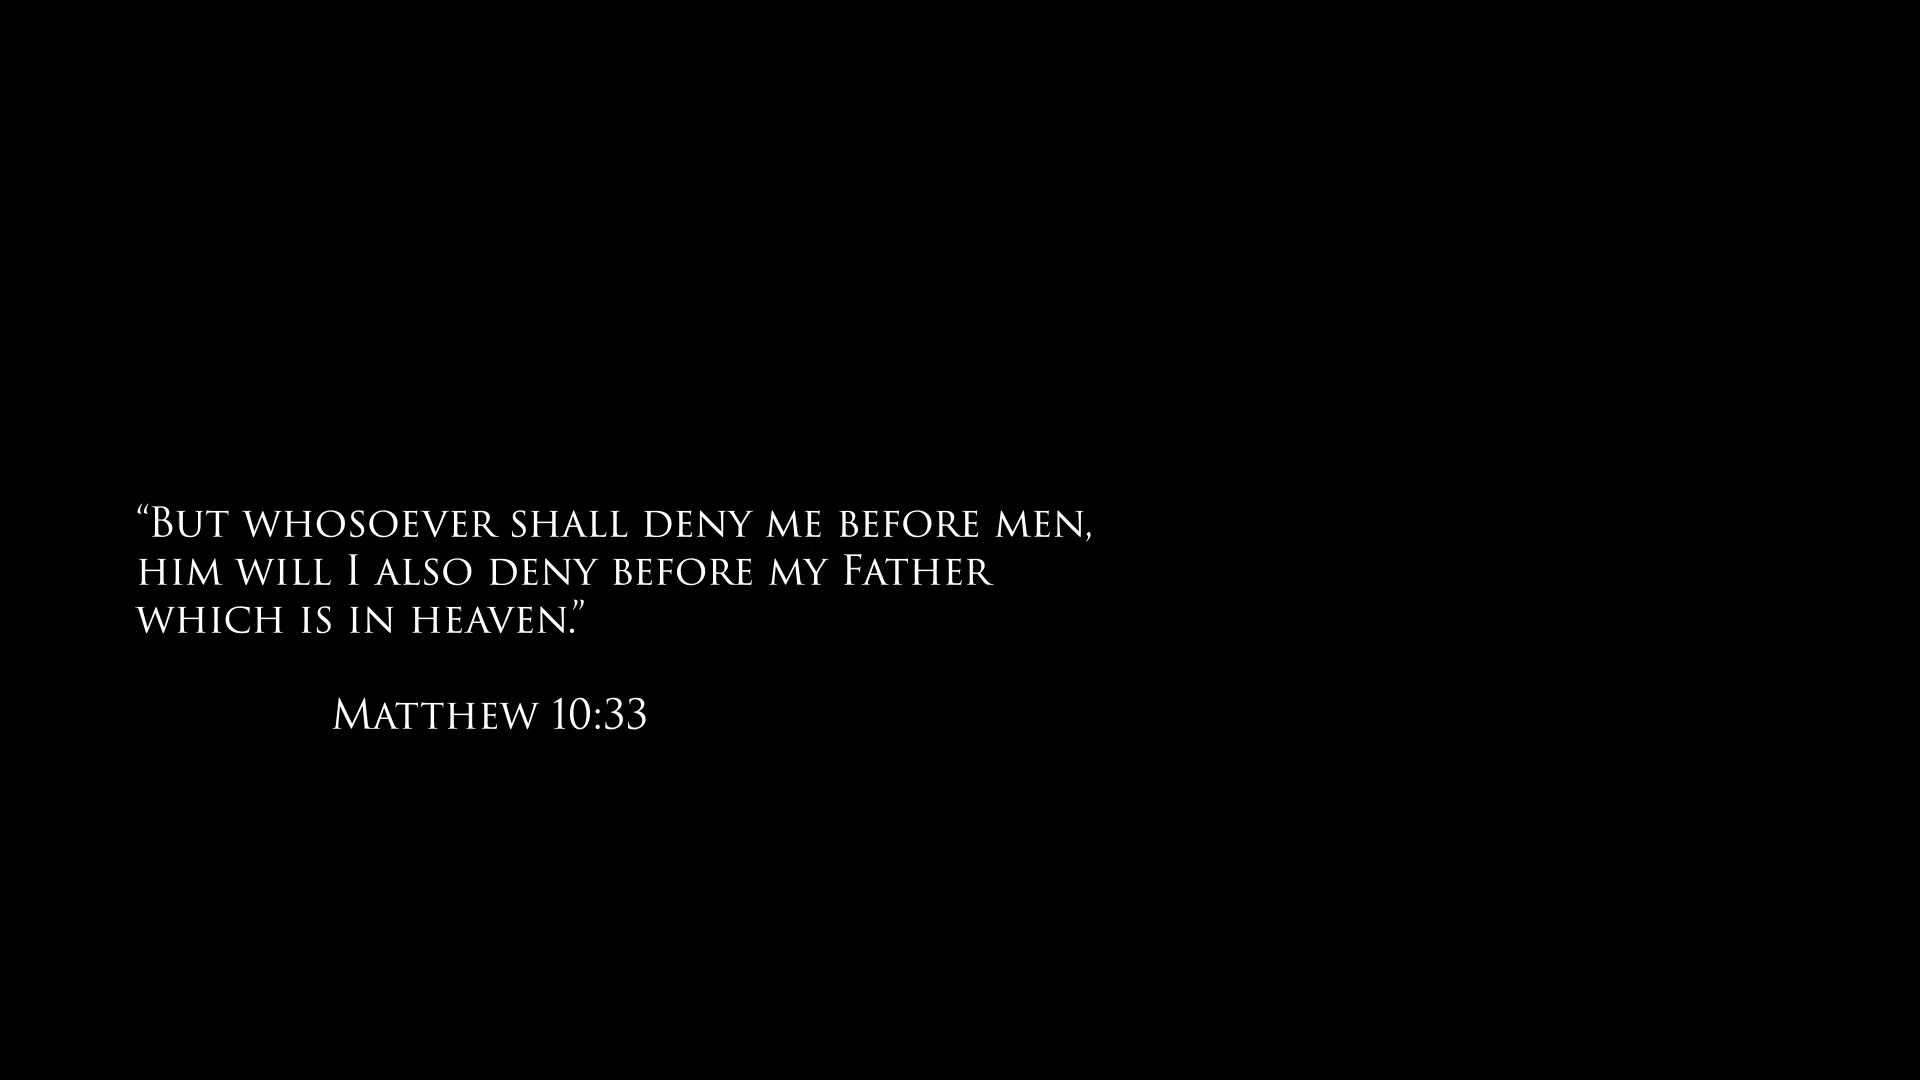 “But whosoever shall deny me before men,
him will I also deny before my Father
which is in heaven.”
Matthew 10:33